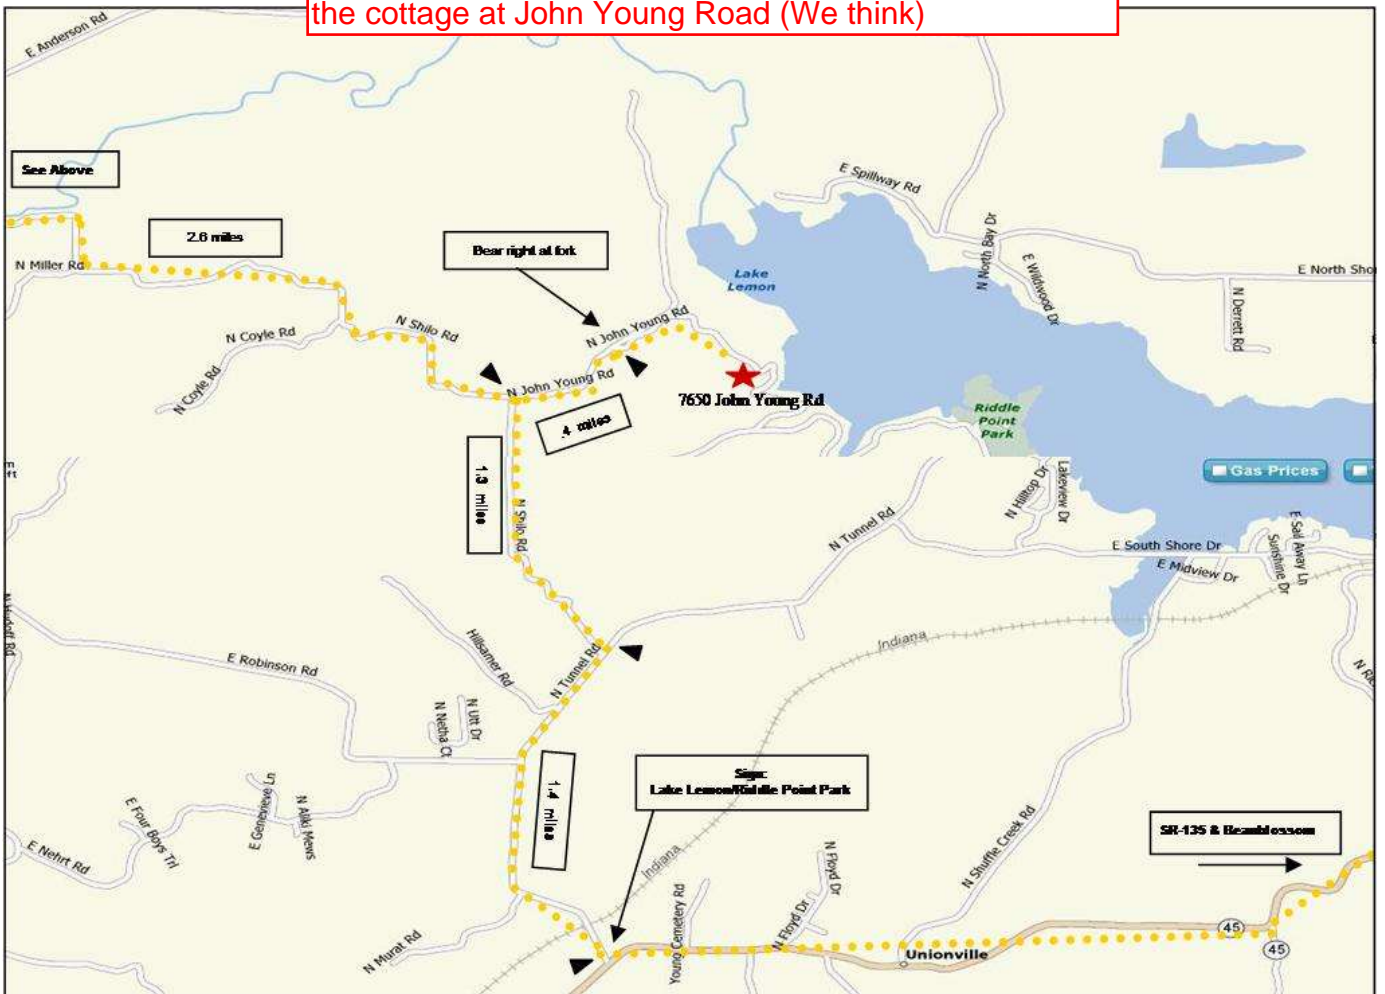 the cottage at John Young Road (We think)
E Anderson Rd
See Above
2.6 miles
N Miller Rd
N Coyle Rd
N Coyle Rd
N Shilo Rd
Bear right at fork
N John Young Rd
N John Young Rd
.4 miles
7650 John Young Rd
Lake
Lemon
E Spillway Rd
N North Bay Dr
E Wildwood Dr
E North Sho
N Derrett Rd
Riddle
Point
Park
Gas Prices
1.3 miles
N Shilo Rd
N Tunnel Rd
N Hilltop Dr
Lakeview Dr
E South Shore Dr
E Midview Dr
Sunshine Dr
E Sail Away Ln
Indiana
Hillsamer Rd
N Tunnel Rd
E Robinson Rd
N Netha Ct
N Utt Dr
1.4 miles
Sign:
Lake Lemon/Riddle Point Park
E Genevieve Ln
N Aliki Mews
E Four Boys Trl
E Nehrt Rd
N Murat Rd
Indiana
Young Cemetery Rd
N Floyd Dr
N Floyd Dr
N Shuffle Creek Rd
SR-135 & Beanblossom
Unionville
45
45